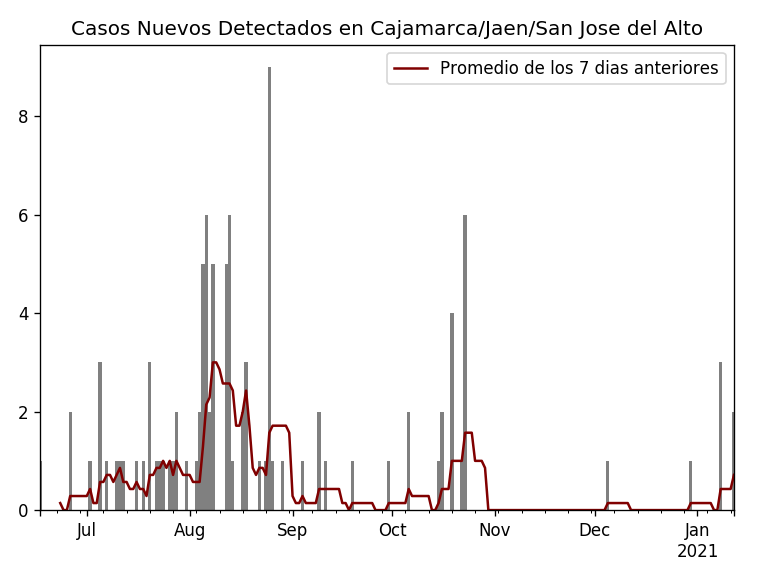 Casos Nuevos Detectados en Cajamarca/Jaen/San Jose del Alto
Promedio de los 7 dias anteriores
8
6
4
2
0
Jul Aug Sep Oct Nov Dec Jan
2021